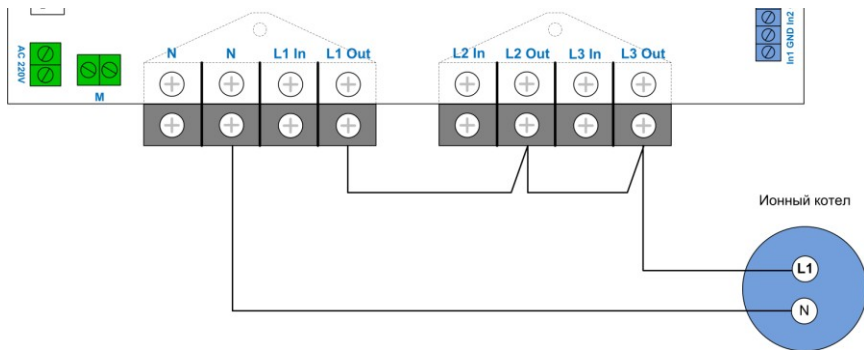 AC 220V
M
N
N
L1 In
L1 Out
L2 In
L2 Out
L3 In
L3 Out
In1 GND In2
Ионный котел
L1
N